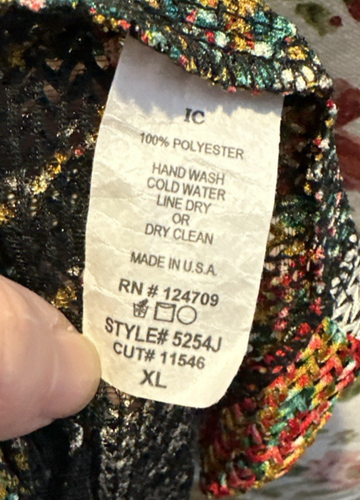 IC
100% POLYESTER
HAND WASH
COLD WATER
LINE DRY
OR
DRY CLEAN
MADE IN U.S.A.
RN # 124709
STYLE# 5254J
CUT# 11546
XL